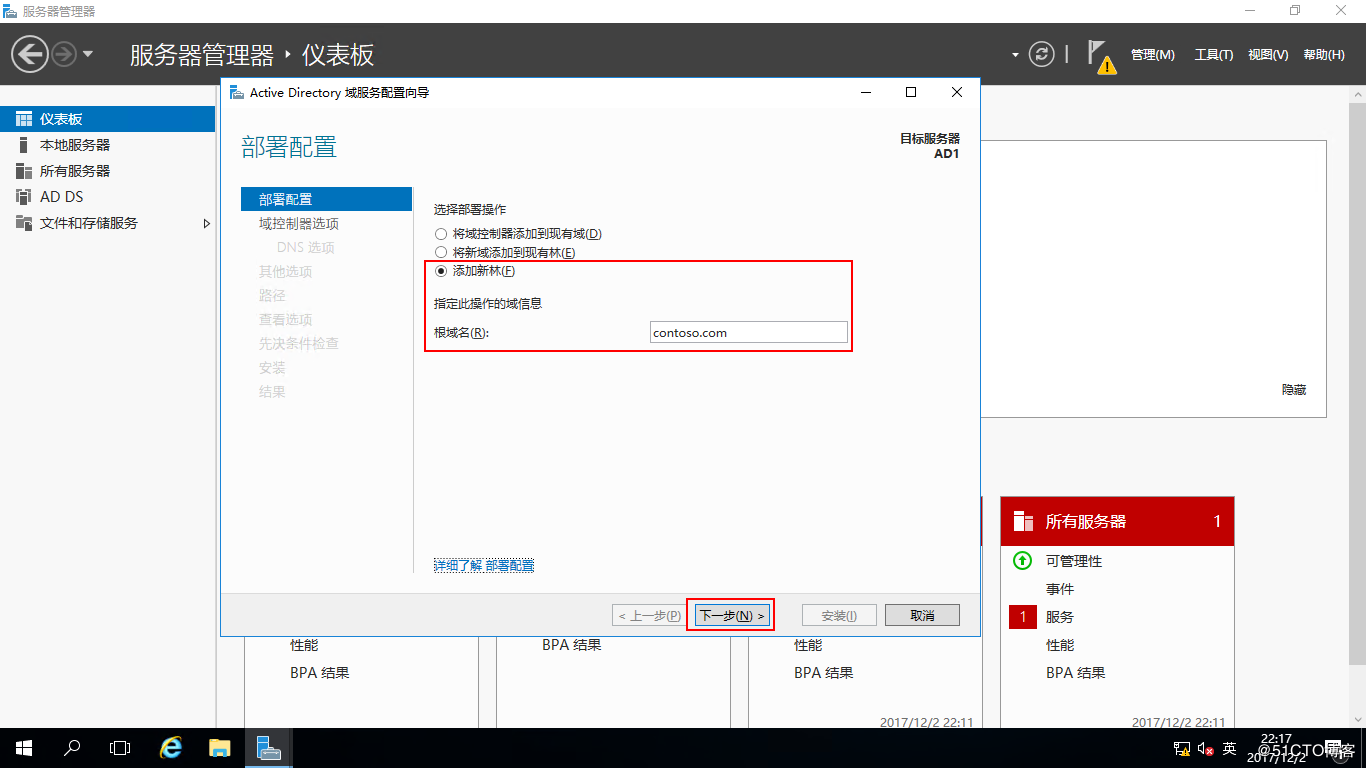 服务器管理器
服务器管理器 · 仪表板
管理(M) 工具(T) 视图(V) 帮助(H)
仪表板
本地服务器
所有服务器
AD DS
文件和存储服务
Active Directory 域服务配置向导
部署配置
目标服务器
AD1
部署配置
域控制器选项
DNS 选项
其他选项
路径
查看选项
先决条件检查
安装
结果
选择部署操作
将域控制器添加到现有域(D)
将新域添加到现有林(E)
添加新林(F)
指定此操作的域信息
根域名(R):
contoso.com
详细了解 部署配置
< 上一步(P) 下一步(N) > 安装(I) 取消
隐藏
所有服务器 1
可管理性
事件
1 服务
性能
BPA 结果
2017/12/2 22:11
性能
BPA 结果
BPA 结果
性能
BPA 结果
2017/12/2 22:11
英
22:17
2017/12/2
@51CTO博客